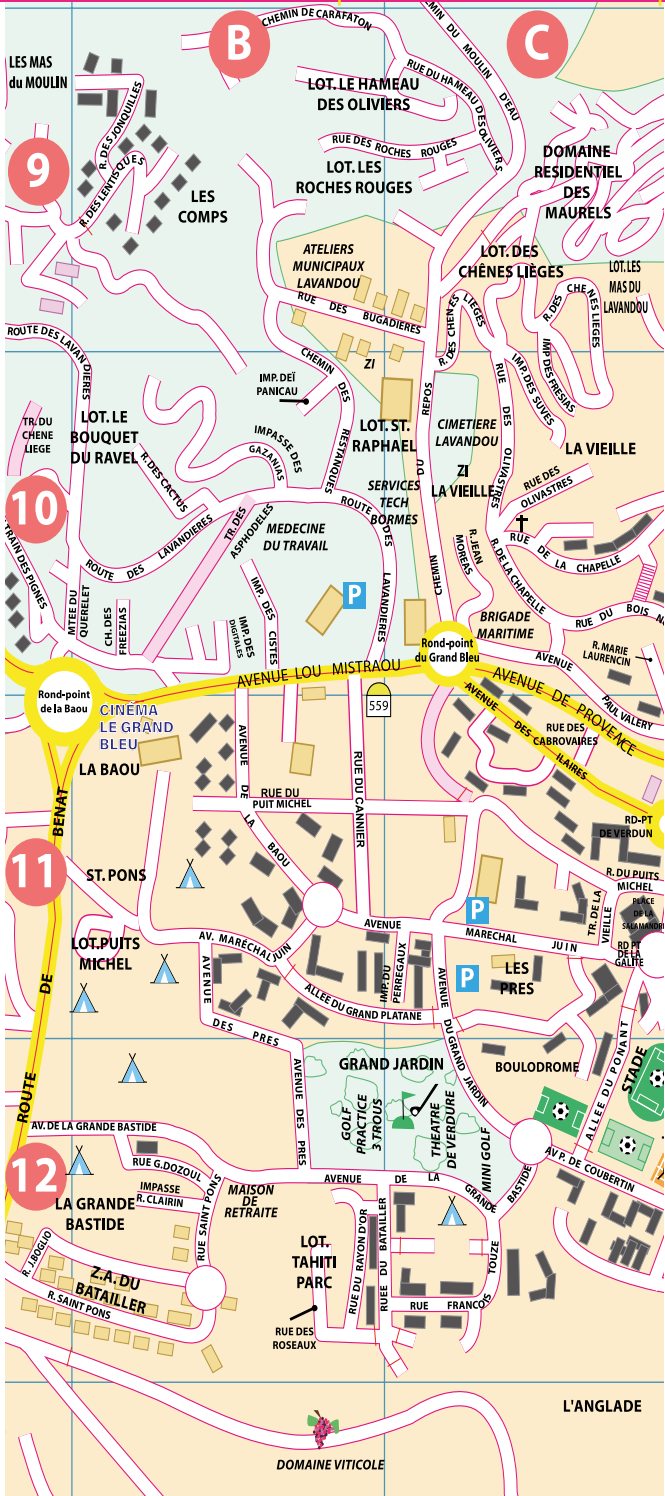 B
C
CHEMIN DE CARAFATON
MIN DU MOULIN D'EAU
LES MAS
du MOULIN
LOT. LE HAMEAU
DES OLIVIERS
RUE DU HAMEAU DES OLIVIERS
R. DES JONQUILLES
RUE DES ROCHES ROUGES
9
R. DES LENTISQUES
LOT. LES
ROCHES ROUGES
DOMAINE
RESIDENTIEL
DES
MAURELS
LES
COMPS
ATELIERS
MUNICIPAUX
LAVANDOU
LOT. DES
CHÊNES LIÈGES
LOT. LES
MAS DU
LAVANDOU
RUE DES BUGADIERES
R. DES CHENES LIEGES
R. DES CHENES LIEGES
ROUTE DES LAVANDIERES
CHEMIN DES RESTANQUES
ZI
IMP. DES SUVES
IMP DES FRESIAS
IMP. DEÏ
PANICAU
TR. DU
CHENE
LIEGE
LOT. LE
BOUQUET
DU RAVEL
R. DES CACTUS
IMPASSE DES
GAZANIAS
LOT. ST.
RAPHAEL
CHEMIN DU REPOS
CIMETIERE
LAVANDOU
RUE DES OLIVASTRES
LA VIEILLE
ZI
LA VIEILLE
RUE DES
OLIVASTRES
10
SERVICES
TECH
BORMES
TR. DES
ASPHODELES
MEDECINE
DU TRAVAIL
ROUTE DES LAVANDIERES
ROUTE DES LAVANDIERES
R. JEAN
MOREAS
RUE DE LA CHAPELLE
R. DE LA CHAPELLE
TRAIN DES PIGNES
MTEE DU
QUERELET
CH. DES
FREEZIAS
IMP. DES
DIGITALES
IMP. DES CISTES
P
RUE DU BOIS N
BRIGADE
MARITIME
R. MARIE
LAURENCIN
Rond-point
du Grand Bleu
AVENUE PAUL VALERY
AVENUE LOU MISTRAOU
AVENUE DE PROVENCE
Rond-point
de la Baou
CINEMA
LE GRAND
BLEU
559
AVENUE DES ILAIRES
RUE DES
CABROVAIRES
LA BAOU
AVENUE DE LA BAOU
RUE DU
PUIT MICHEL
RUE DU CANNIER
RD-PT
DE VERDUN
11
ST. PONS
R. DU PUITS
MICHEL
PLACE
DE LA
SALAMANDRE
P
TR. DE LA
VIEILLE
LOT.PUITS
MICHEL
AV. MARÉCHAL JUIN
AVENUE MARECHAL JUIN
RD PT
DE LA
GALITE
IMP. DU
PERREGAUX
P
LES
PRES
ALLEE DU GRAND PLATANE
AVENUE DES PRES
AVENUE DES PRES
AVENUE DU GRAND JARDIN
GRAND JARDIN
BOULODROME
ALLEE DU PONANT
STADE
ROUTE DE BENAT
GOLF
PRACTICE
3 TROUS
THEATRE
DE VERDURE
MINI GOLF
AV. DE LA GRANDE BASTIDE
RUE G.DOZOUL
12
IMPASSE
R. CLAIRIN
AVENUE DE LA GRANDE BASTIDE
AV P. DE COUBERTIN
LA GRANDE
BASTIDE
RUE SAINT PONS
MAISON
DE
RETRAITE
LOT.
TAHITI
PARC
RUE DU RAYON D'OR
RUEE DU BATAILLER
R. J.BOGLIO
Z.A. DU
BATAILLER
R. SAINT PONS
RUE FRANCOIS TOUZE
RUE DES
ROSEAUX
L'ANGLADE
DOMAINE VITICOLE